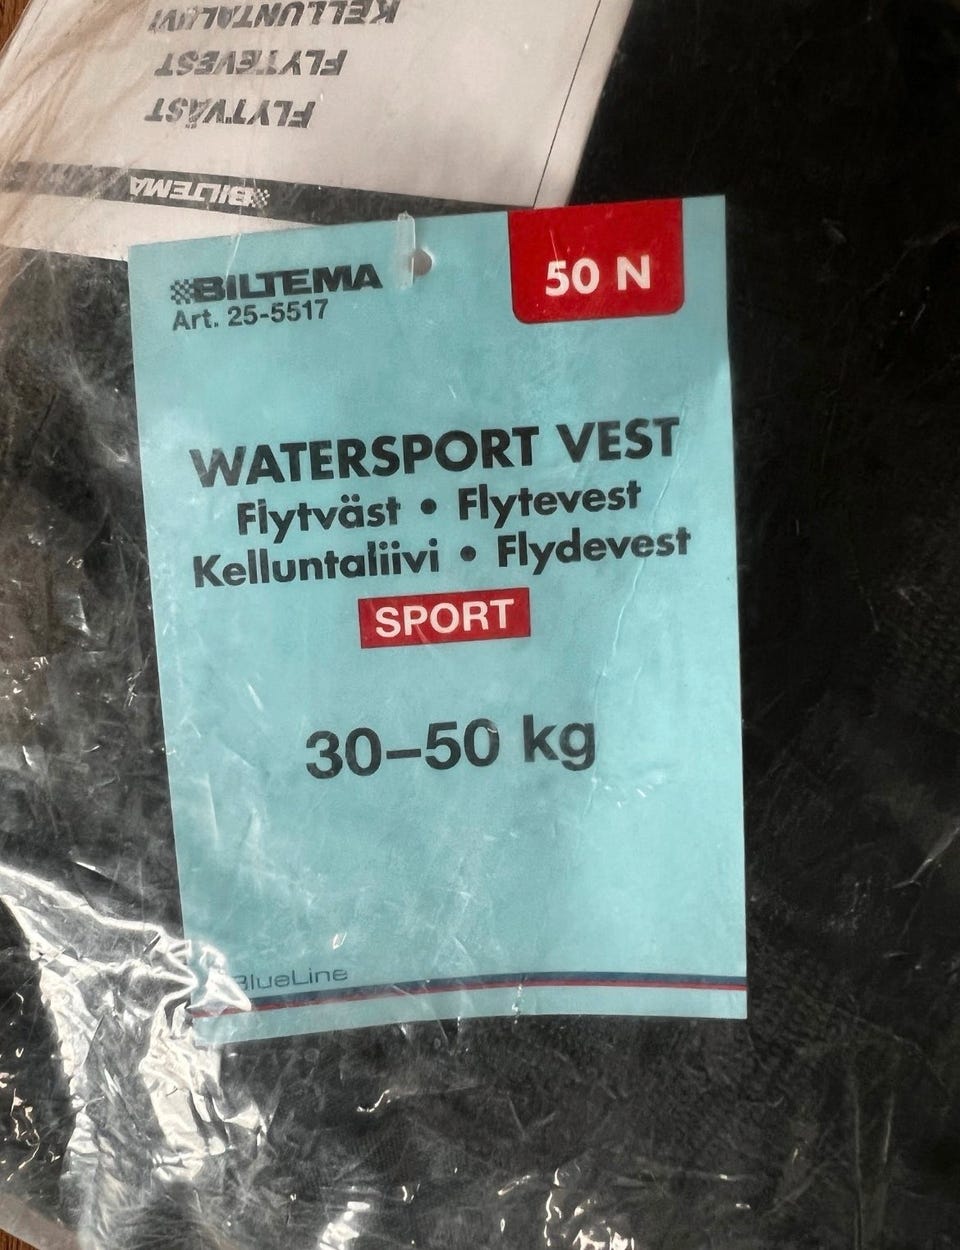 KELLUNTALIIVI
FLYTEVEST
FLYTVÄST
BILTEMA
BILTEMA
50 N
Art. 25-5517
WATERSPORT VEST
Flytväst • Flytevest
Kelluntaliivi • Flydevest
SPORT
30–50 kg
BlueLine